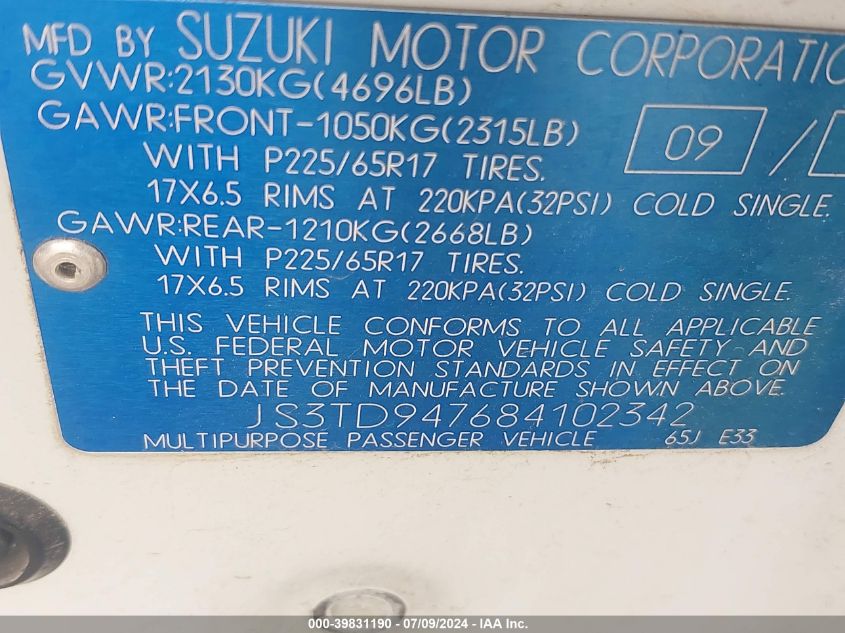 MFD BY SUZUKI MOTOR CORPORATIO
GVWR:2130KG(4696LB)
GAWR:FRONT-1050KG(2315LB)
09 /
WITH P225/65R17 TIRES.
17X6.5 RIMS AT 220KPA(32PSI) COLD SINGLE.
GAWR:REAR-1210KG(2668LB)
WITH P225/65R17 TIRES.
17X6.5 RIMS AT 220KPA(32PSI) COLD SINGLE.
THIS VEHICLE CONFORMS TO ALL APPLICABLE
U.S. FEDERAL MOTOR VEHICLE SAFETY AND
THEFT PREVENTION STANDARDS IN EFFECT ON
THE DATE OF MANUFACTURE SHOWN ABOVE.
JS3TD947684102342
MULTIPURPOSE PASSENGER VEHICLE 65J E33
000-39831190 - 07/09/2024 - IAAI.COM